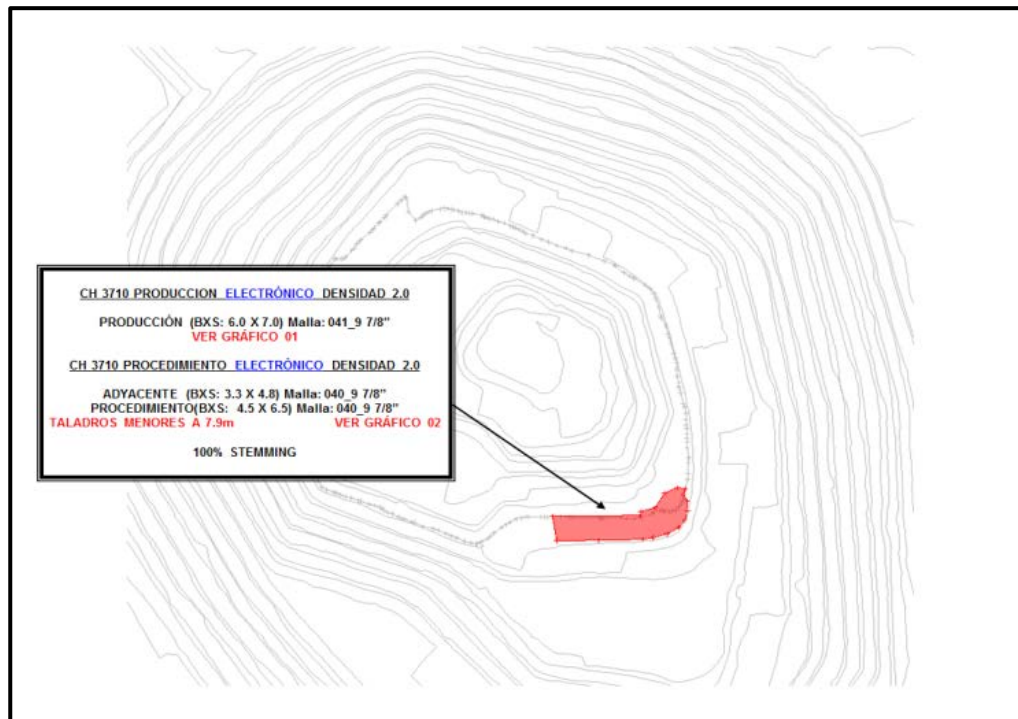 CH 3710 PRODUCCION ELECTRÓNICO DENSIDAD 2.0
PRODUCCIÓN (BXS: 6.0 X 7.0) Malla: 041_9 7/8"
VER GRÁFICO 01
CH 3710 PROCEDIMIENTO ELECTRÓNICO DENSIDAD 2.0
ADYACENTE (BXS: 3.3 X 4.8) Malla: 040_9 7/8"
PROCEDIMIENTO(BXS: 4.5 X 6.5) Malla: 040_9 7/8"
TALADROS MENORES A 7.9m VER GRÁFICO 02
100% STEMMING